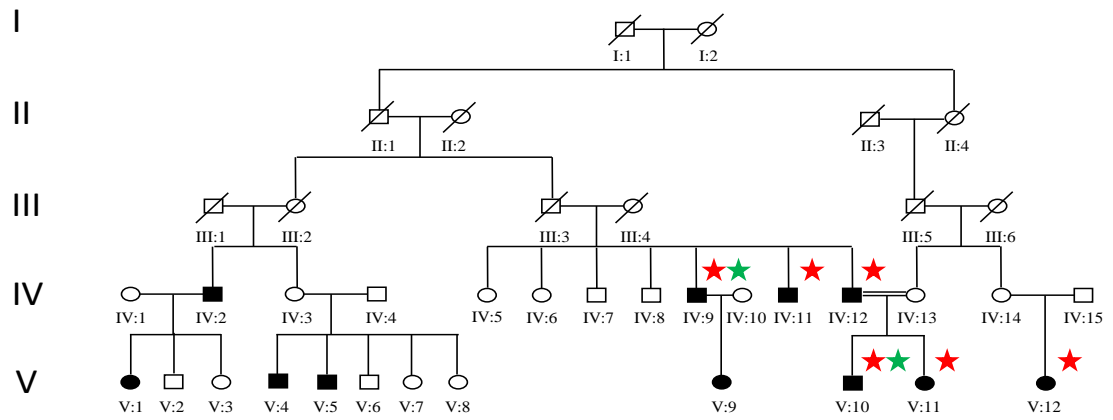 I
I:1 I:2
II
II:1 II:2 II:3 II:4
III
III:1 III:2 III:3 III:4 III:5 III:6
IV
IV:1 IV:2 IV:3 IV:4 IV:5 IV:6 IV:7 IV:8 IV:9 IV:10 IV:11 IV:12 IV:13 IV:14 IV:15
V
V:1 V:2 V:3 V:4 V:5 V:6 V:7 V:8 V:9 V:10 V:11 V:12